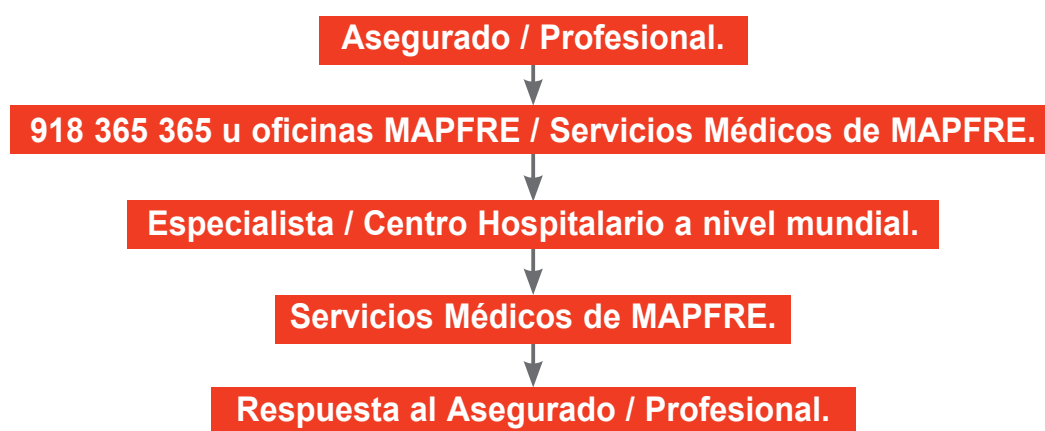 Asegurado / Profesional.
918 365 365 u oficinas MAPFRE / Servicios Médicos de MAPFRE.
Especialista / Centro Hospitalario a nivel mundial.
Servicios Médicos de MAPFRE.
Respuesta al Asegurado / Profesional.